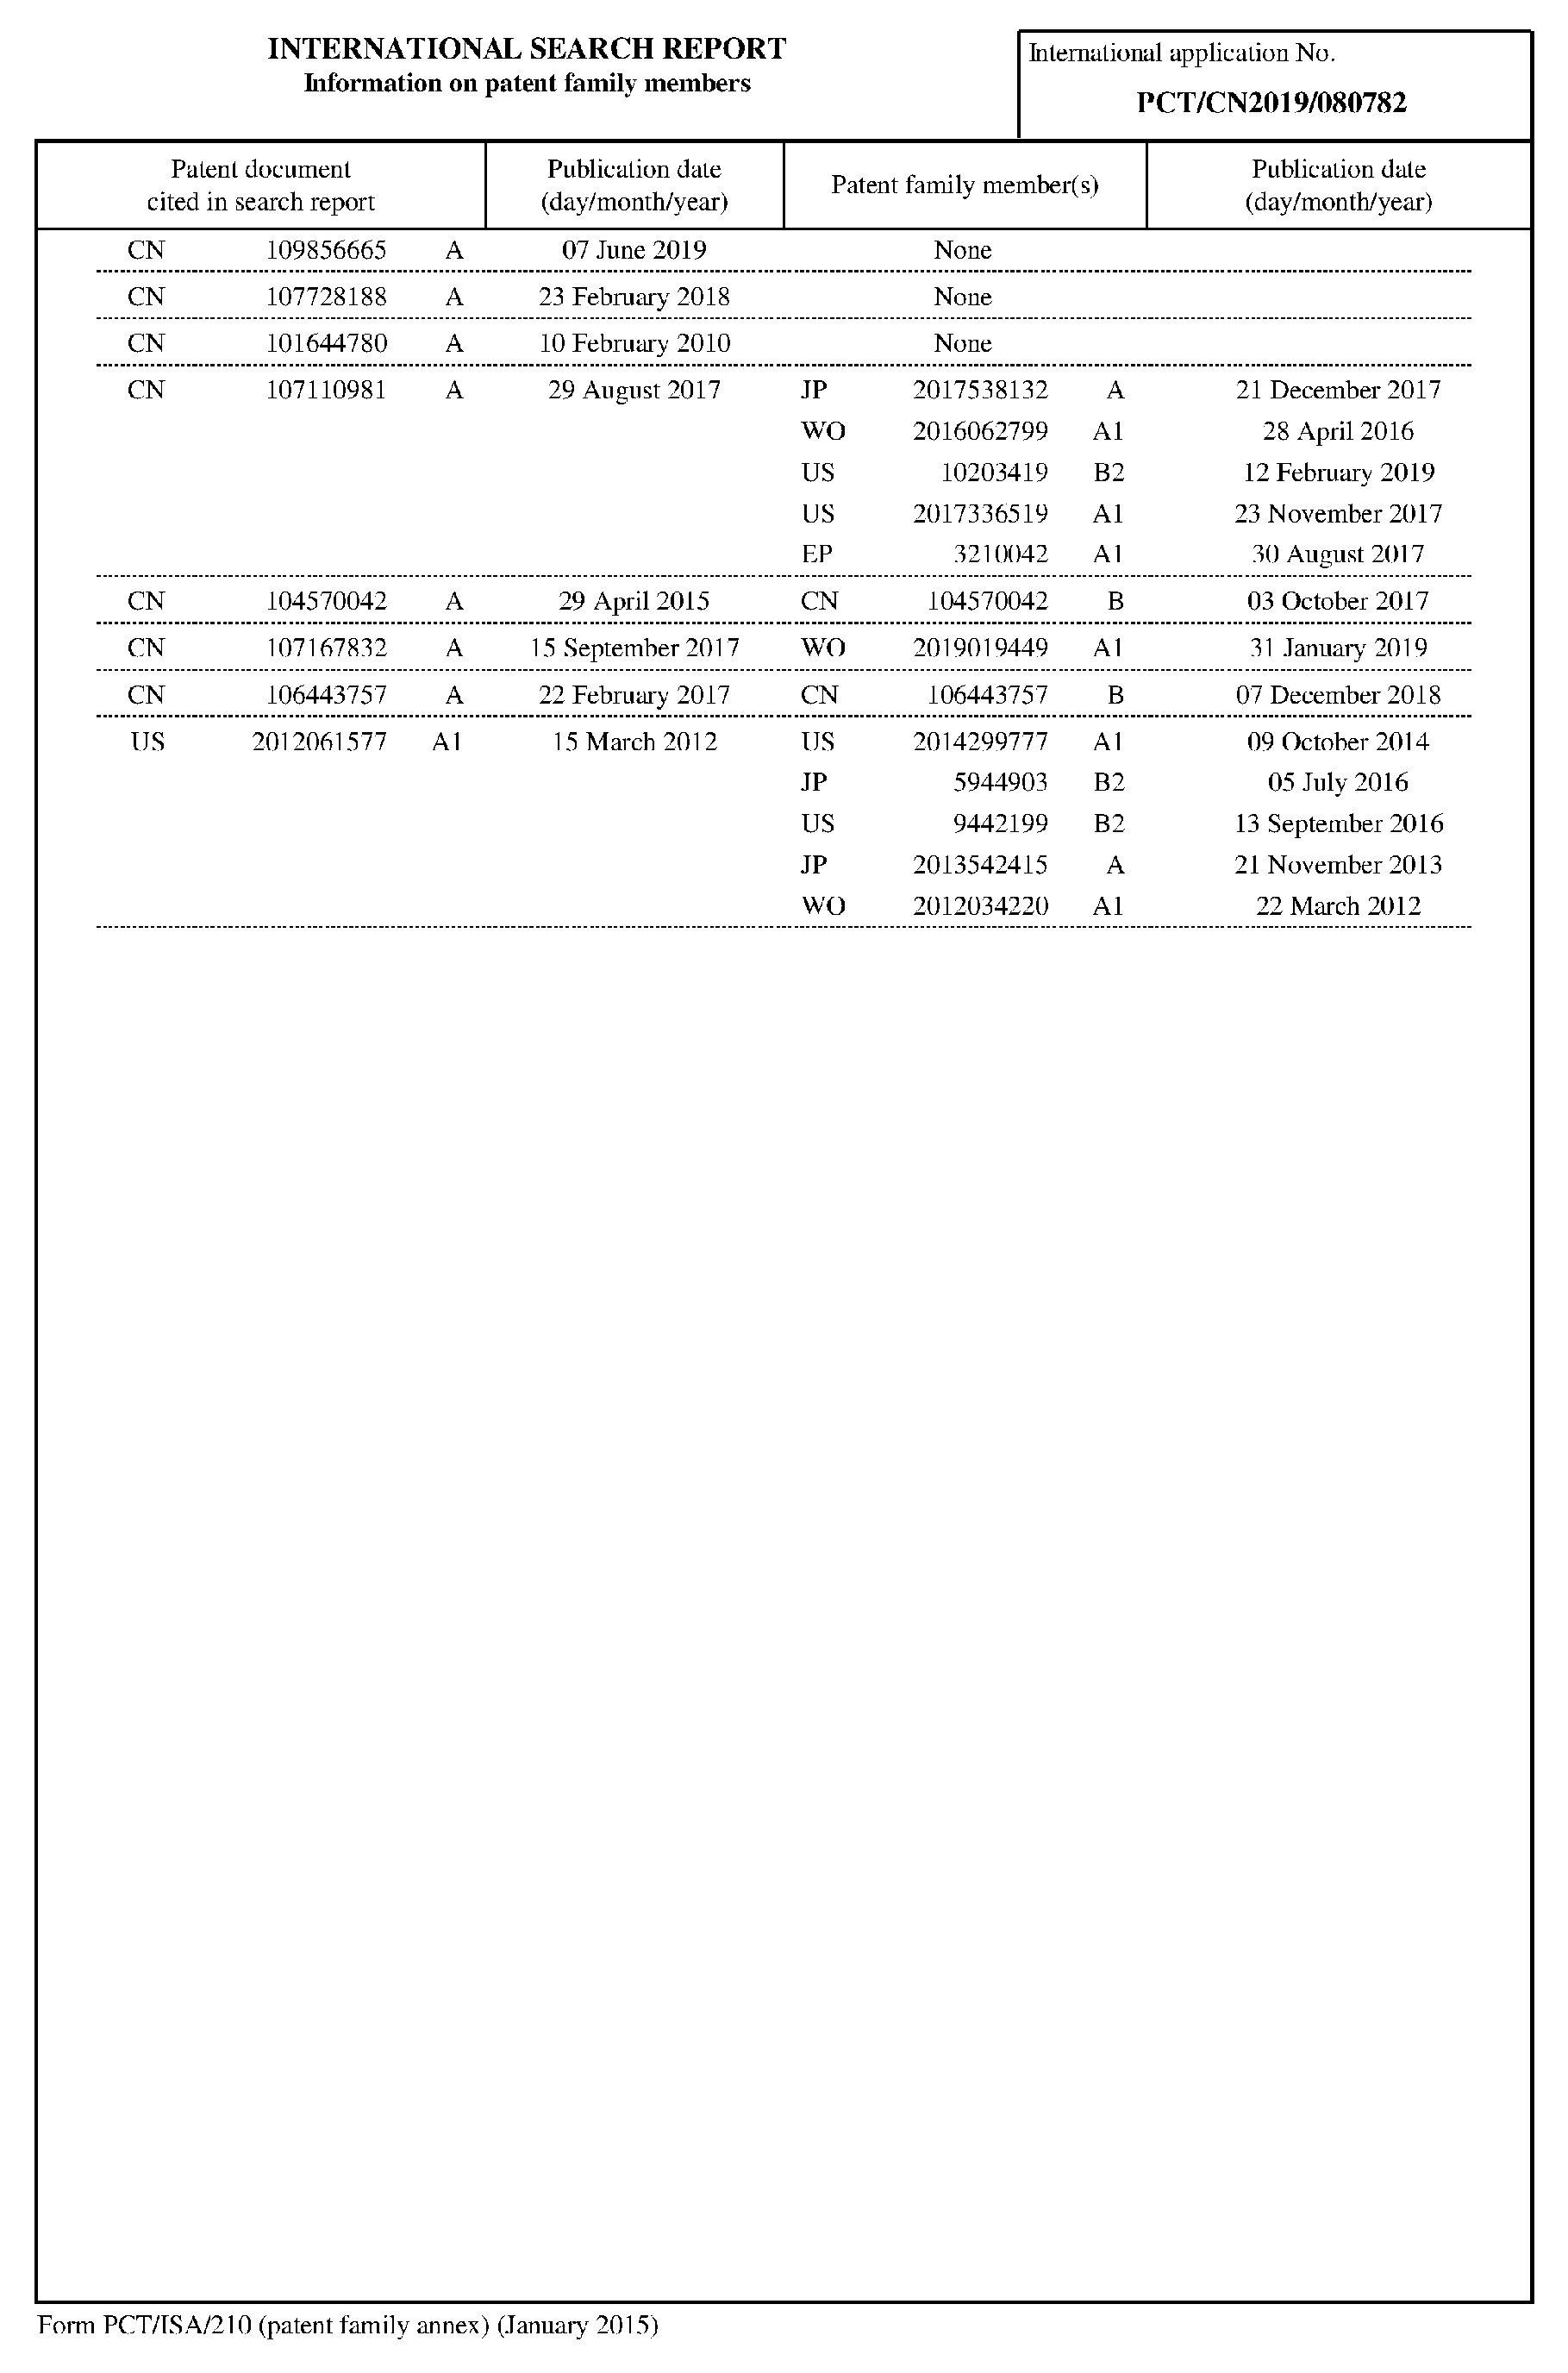 INTERNATIONAL SEARCH REPORT
Information on patent family members
International application No.
PCT/CN2019/080782
Patent document cited in search report
Publication date (day/month/year)
Patent family member(s)
Publication date (day/month/year)
CN 109856665 A 07 June 2019 None
CN 107728188 A 23 February 2018 None
CN 101644780 A 10 February 2010 None
CN 107110981 A 29 August 2017 JP 2017538132 A 21 December 2017
WO 2016062799 A1 28 April 2016
US 10203419 B2 12 February 2019
US 2017336519 A1 23 November 2017
EP 3210042 A1 30 August 2017
CN 104570042 A 29 April 2015 CN 104570042 B 03 October 2017
CN 107167832 A 15 September 2017 WO 2019019449 A1 31 January 2019
CN 106443757 A 22 February 2017 CN 106443757 B 07 December 2018
US 2012061577 A1 15 March 2012 US 2014299777 A1 09 October 2014
JP 5944903 B2 05 July 2016
US 9442199 B2 13 September 2016
JP 2013542415 A 21 November 2013
WO 2012034220 A1 22 March 2012
Form PCT/ISA/210 (patent family annex) (January 2015)